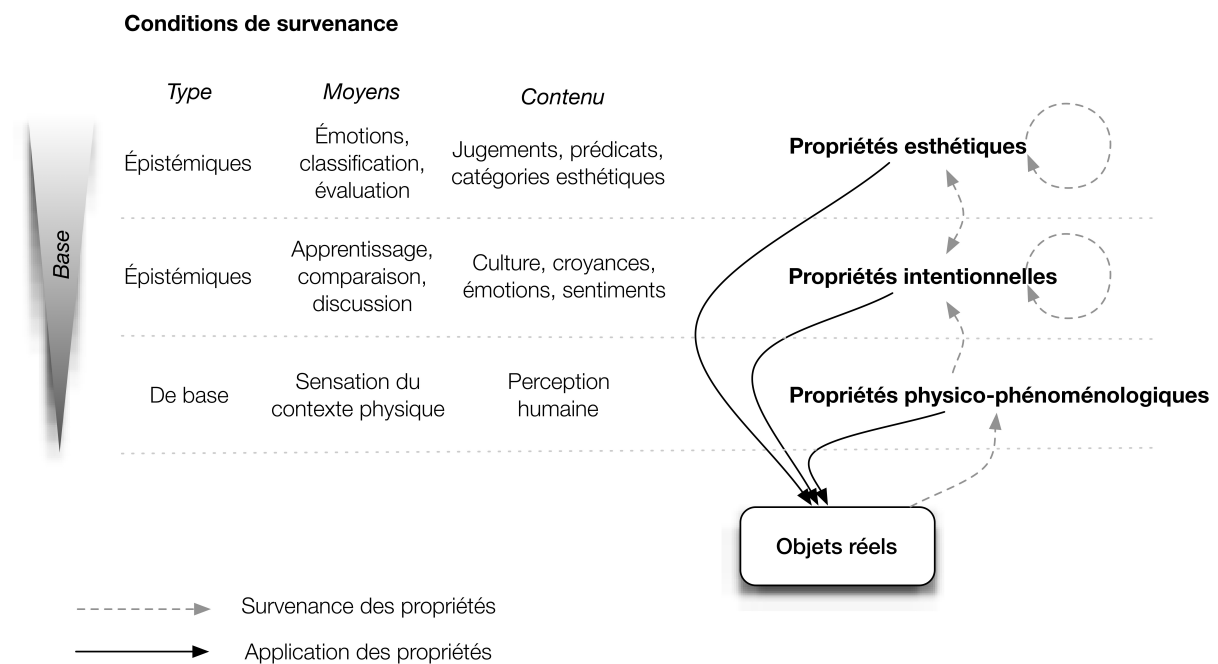 Conditions de survenance
Type
Moyens
Contenu
Épistémiques
Émotions,
classification,
évaluation
Jugements, prédicats,
catégories esthétiques
Propriétés esthétiques
Base
Épistémiques
Apprentissage,
comparaison,
discussion
Culture, croyances,
émotions, sentiments
Propriétés intentionnelles
De base
Sensation du
contexte physique
Perception
humaine
Propriétés physico-phénoménologiques
Objets réels
Survenance des propriétés
Application des propriétés